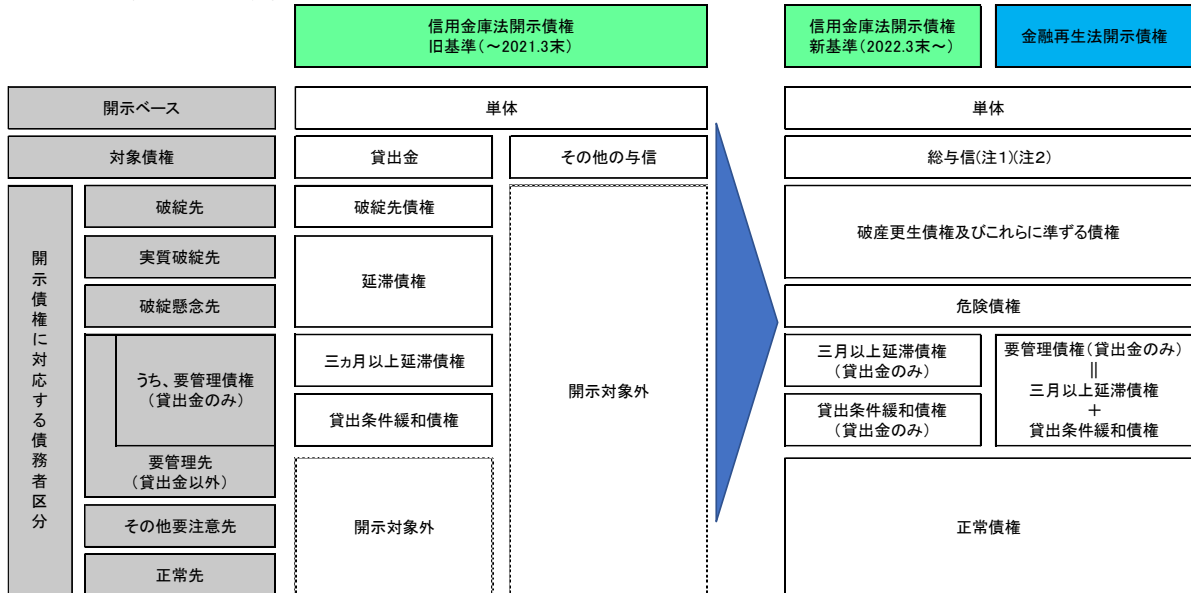 信用金庫法開示債権
旧基準(～2021.3末)
信用金庫法開示債権
新基準(2022.3末～)
金融再生法開示債権
開示ベース
単体
単体
対象債権
貸出金
その他の与信
総与信(注1)(注2)
開示債権に対応する債務者区分
破綻先
破綻先債権
破産更生債権及びこれらに準ずる債権
実質破綻先
延滞債権
破綻懸念先
危険債権
うち、要管理債権
(貸出金のみ)
三ヵ月以上延滞債権
開示対象外
三月以上延滞債権
(貸出金のみ)
要管理債権(貸出金のみ)
||
三月以上延滞債権
+
貸出条件緩和債権
貸出条件緩和債権
貸出条件緩和債権
(貸出金のみ)
要管理先
(貸出金以外)
その他要注意先
開示対象外
正常債権
正常先